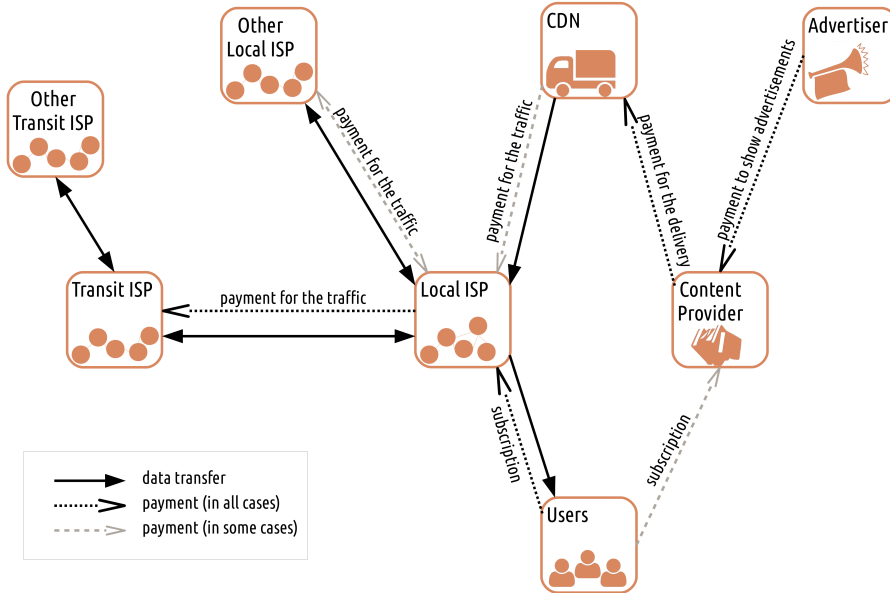 Other
Local ISP
CDN
Advertiser
Other
Transit ISP
payment for the traffic
payment for the traffic
payment for the delivery
payment to show advertisements
Transit ISP
payment for the traffic
Local ISP
Content
Provider
subscription
subscription
Users
data transfer
payment (in all cases)
payment (in some cases)